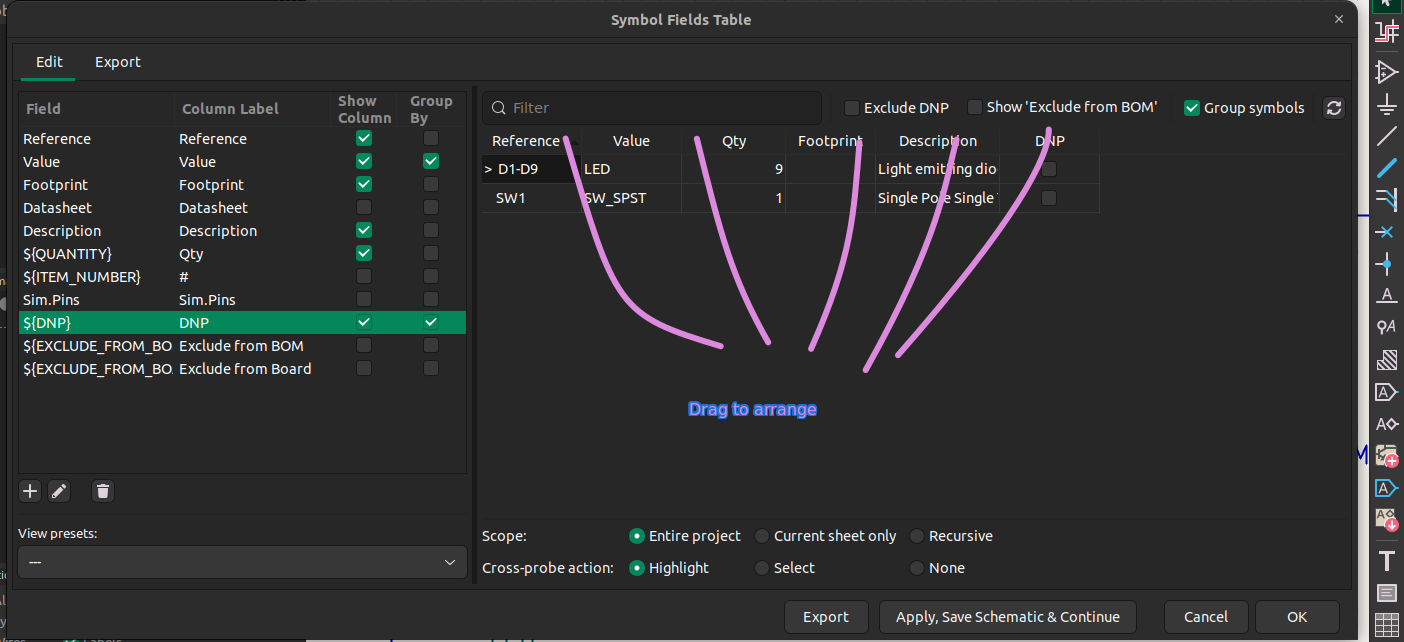 Symbol Fields Table
Edit Export
Field Column Label Show Column Group By
Reference Reference
Value Value
Footprint Footprint
Datasheet Datasheet
Description Description
${QUANTITY} Qty
${ITEM_NUMBER} #
Sim.Pins Sim.Pins
${DNP} DNP
${EXCLUDE_FROM_BO Exclude from BOM
${EXCLUDE_FROM_BO. Exclude from Board
View presets:
---
Filter Exclude DNP Show 'Exclude from BOM' Group symbols
Reference Value Qty Footprint Description DNP
> D1-D9 LED 9 Light emitting dio
SW1 SW_SPST 1 Single Pole Single
Drag to arrange
Scope: Entire project Current sheet only Recursive
Cross-probe action: Highlight Select None
Export Apply, Save Schematic & Continue Cancel OK